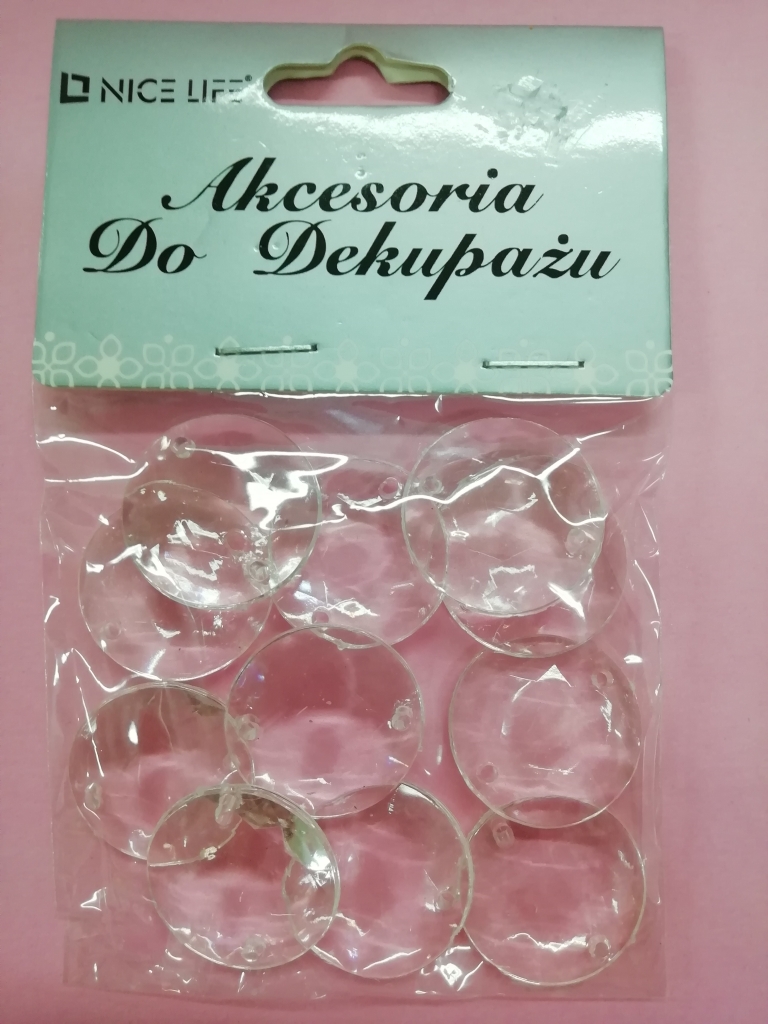 NICE LIFE®
Akcesoria
Do Dekupażu